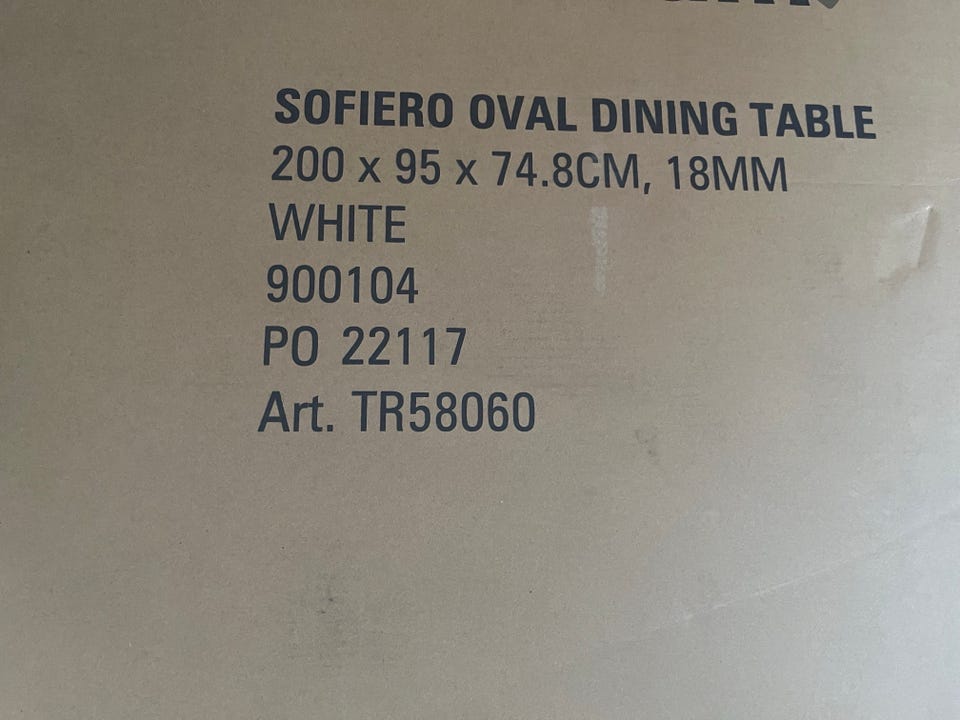 SOFIERO OVAL DINING TABLE
200 x 95 x 74.8CM, 18MM
WHITE
900104
PO 22117
Art. TR58060